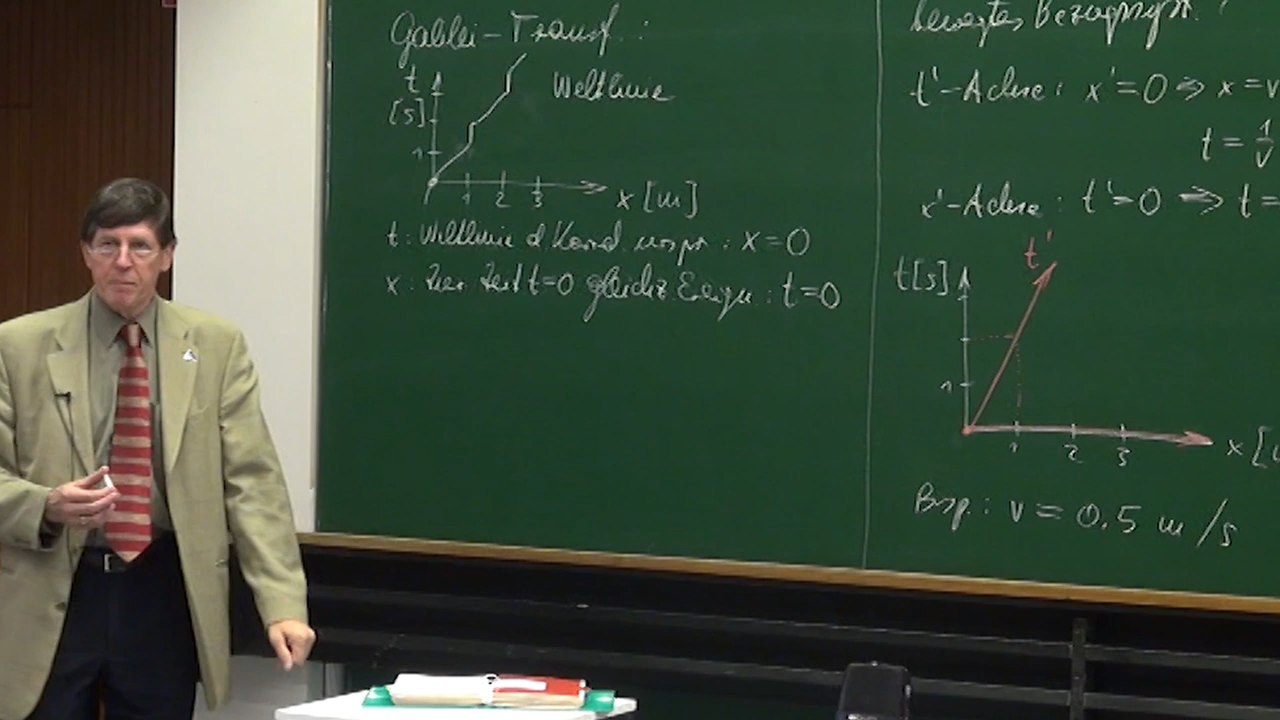 Galilei-Transf.:
t
[s]
Weltlinie
1
1 2 3
x [m]
t: Weltlinie d Koord. urspr.: x=0
x: zur Zeit t=0 gleichz. Ereign.: t=0
bewegtes Bezugssyst.:
t'-Achse: x'=0 ⇒ x=v
t = 1/v
x'-Achse: t'=0 ⇒ t=
t'
t[s]
1
1 2 3
x [
Bsp.: v = 0.5 m/s